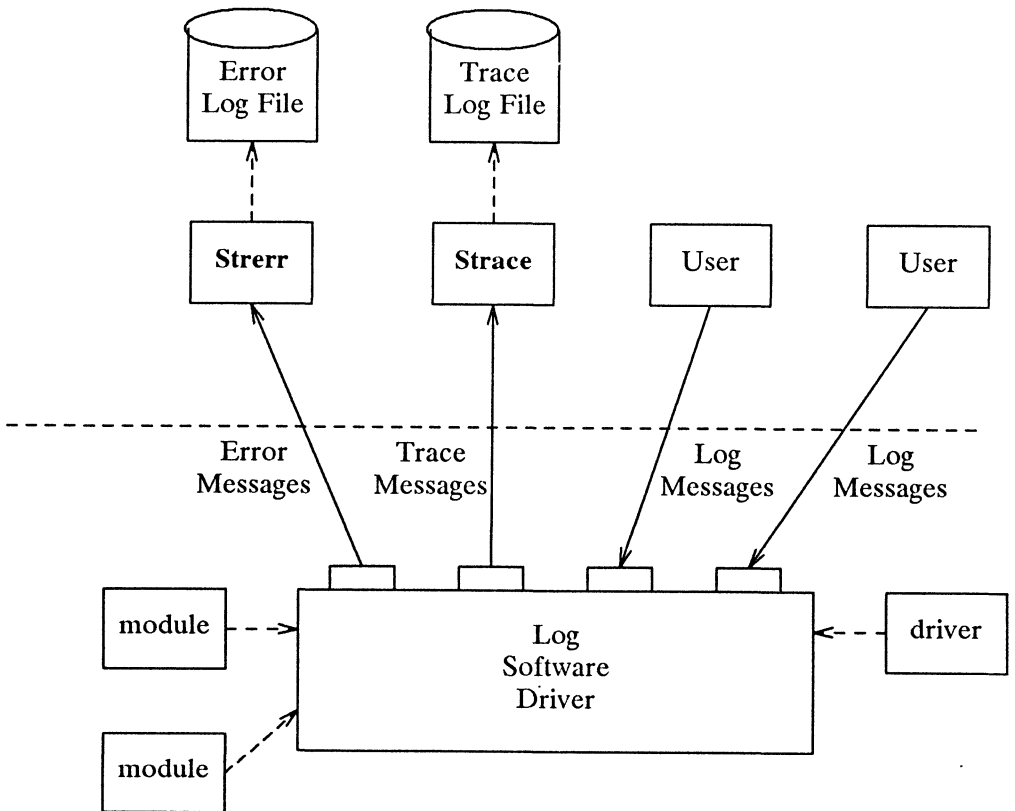 Error
Log File
Trace
Log File
Strerr
Strace
User
User
Error
Messages
Trace
Messages
Log
Messages
Log
Messages
module
Log
Software
Driver
driver
module